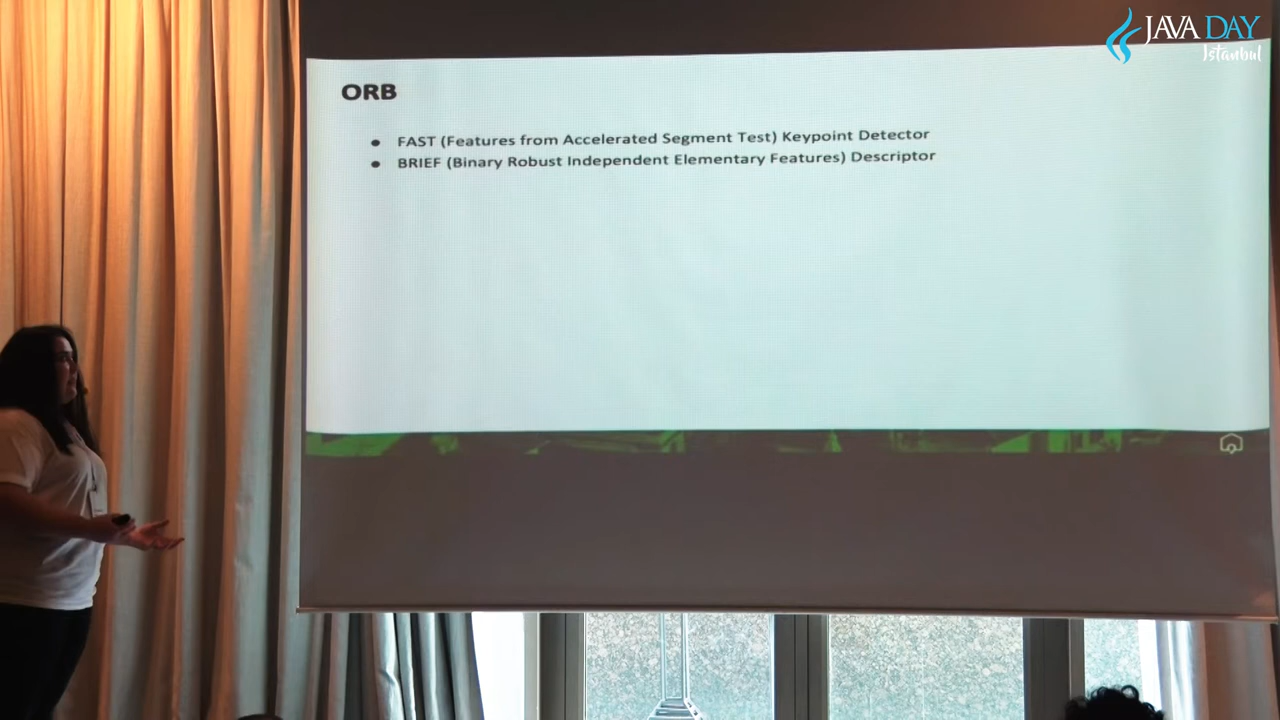 JAVA DAY
Istanbul
ORB
• FAST (Features from Accelerated Segment Test) Keypoint Detector
• BRIEF (Binary Robust Independent Elementary Features) Descriptor